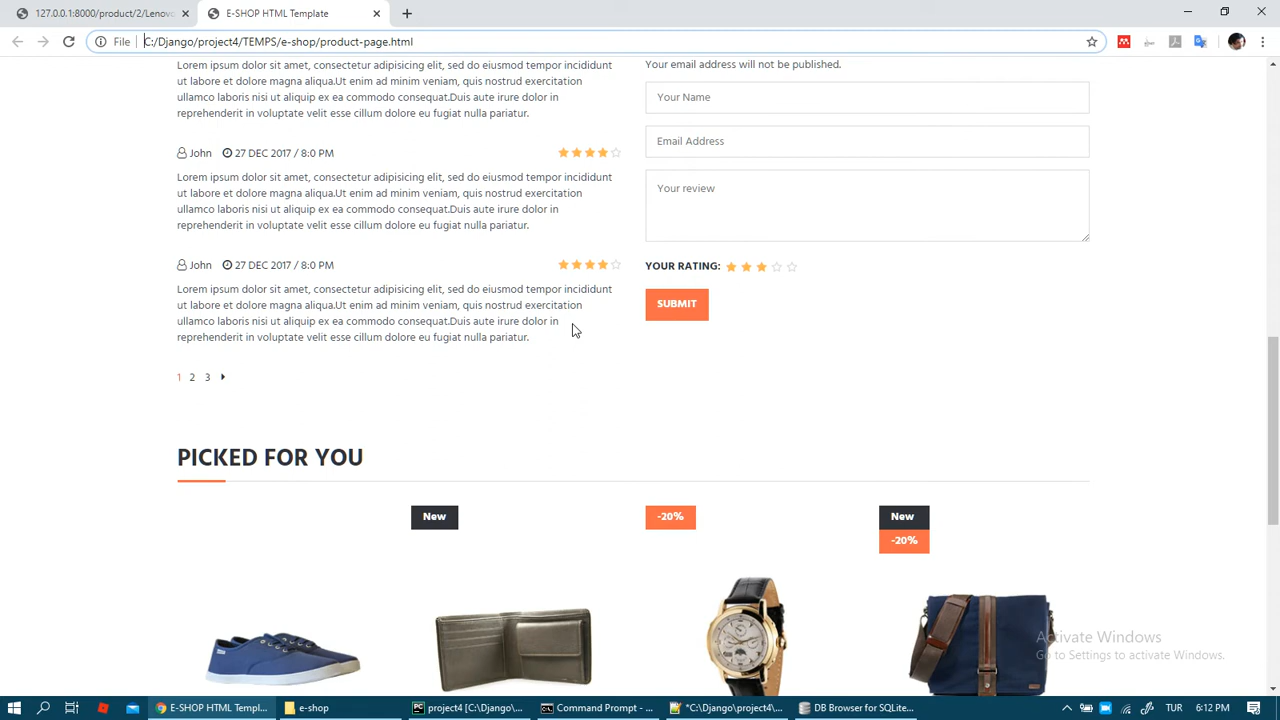 127.0.0.1:8000/product/2/Lenovo
E-SHOP HTML Template
File
C:/Django/project4/TEMPS/e-shop/product-page.html
Lorem ipsum dolor sit amet, consectetur adipisicing elit, sed do eiusmod tempor incididunt
ut labore et dolore magna aliqua.Ut enim ad minim veniam, quis nostrud exercitation
ullamco laboris nisi ut aliquip ex ea commodo consequat.Duis aute irure dolor in
reprehenderit in voluptate velit esse cillum dolore eu fugiat nulla pariatur.
John 27 DEC 2017 / 8:0 PM
Lorem ipsum dolor sit amet, consectetur adipisicing elit, sed do eiusmod tempor incididunt
ut labore et dolore magna aliqua.Ut enim ad minim veniam, quis nostrud exercitation
ullamco laboris nisi ut aliquip ex ea commodo consequat.Duis aute irure dolor in
reprehenderit in voluptate velit esse cillum dolore eu fugiat nulla pariatur.
John 27 DEC 2017 / 8:0 PM
Lorem ipsum dolor sit amet, consectetur adipisicing elit, sed do eiusmod tempor incididunt
ut labore et dolore magna aliqua.Ut enim ad minim veniam, quis nostrud exercitation
ullamco laboris nisi ut aliquip ex ea commodo consequat.Duis aute irure dolor in
reprehenderit in voluptate velit esse cillum dolore eu fugiat nulla pariatur.
1 2 3
Your email address will not be published.
Your Name
Email Address
Your review
YOUR RATING:
SUBMIT
PICKED FOR YOU
New
-20%
New
-20%
Activate Windows
Go to Settings to activate Windows.
E-SHOP HTML Templ...
e-shop
project4 [C:\Django\...
Command Prompt - ...
*C:\Django\project4\...
DB Browser for SQLite...
TUR
6:12 PM